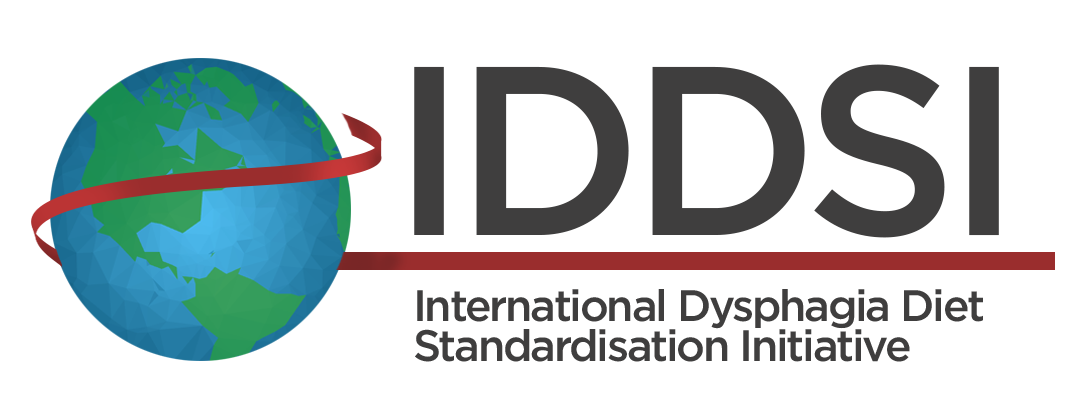 IDDSI
International Dysphagia Diet
Standardisation Initiative